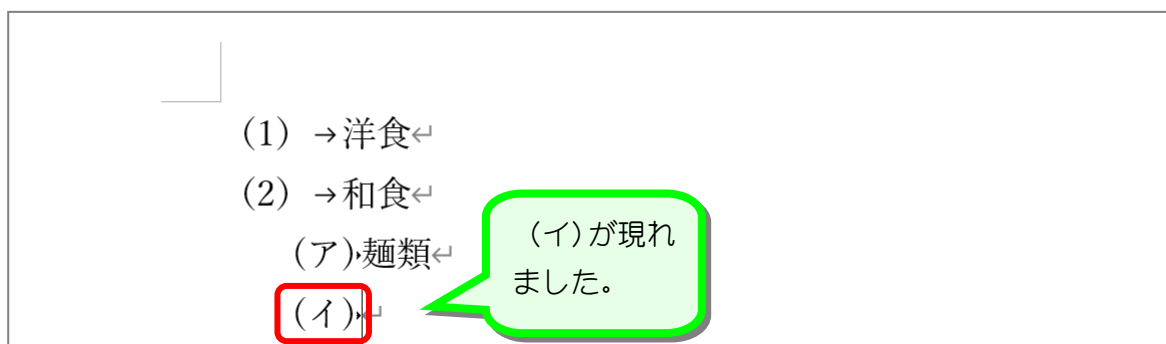 (1) →洋食↵
(2) →和食↵
(ア)麺類↵
(イ)↵
(イ)が現れ
ました。